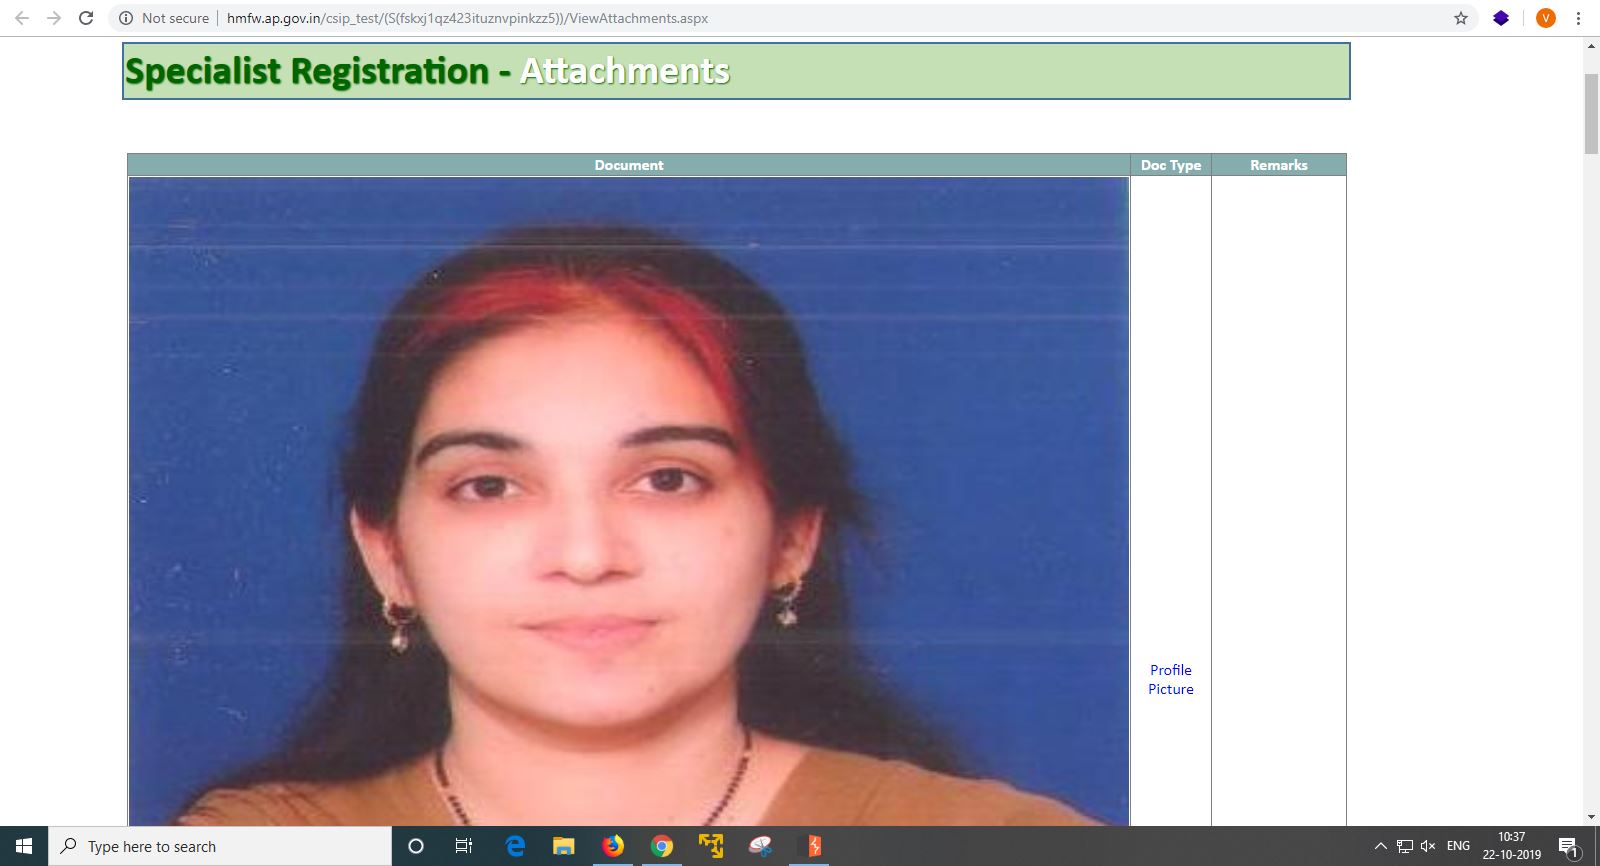 Not secure
hmfw.ap.gov.in/csip_test/(S(fskxj1qz423ituznvpinkzz5))/ViewAttachments.aspx
V
Specialist Registration - Attachments
Document Doc Type Remarks
Profile
Picture
Type here to search
ENG
10:37
22-10-2019
1